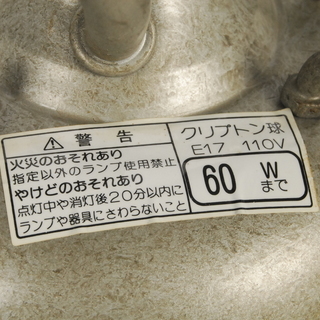 ⚠ 警告
火災のおそれあり
指定以外のランプ使用禁止
やけどのおそれあり
点灯中や消灯後20分以内に
ランプや器具にさわらないこと
クリプトン球
E17 110V
60 Wまで